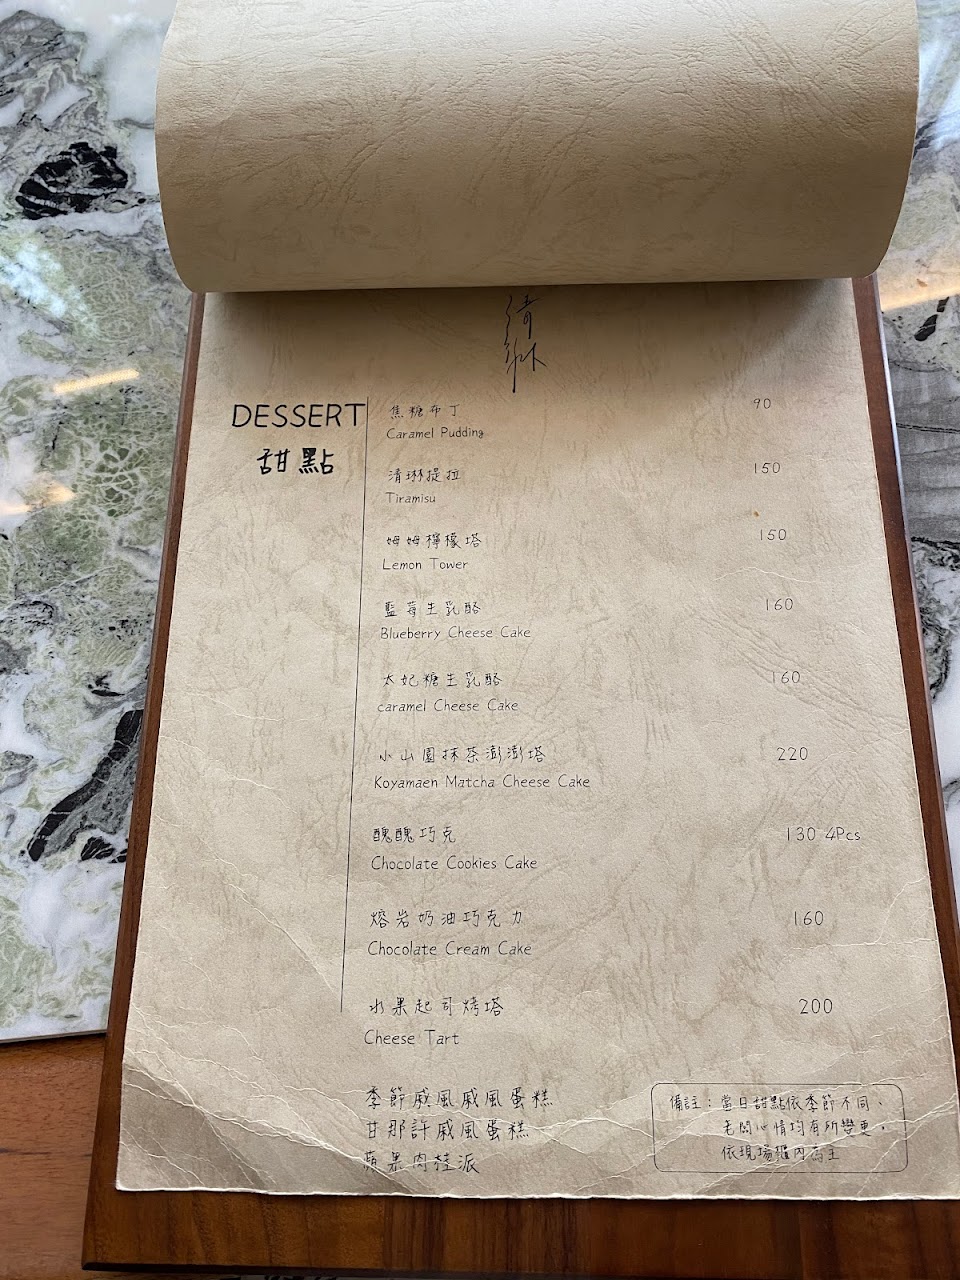 清琳
DESSERT
甜點
焦糖布丁 90
Caramel Pudding
清琳提拉 150
Tiramisu
姆姆檸檬塔 150
Lemon Tower
藍莓生乳酪 160
Blueberry Cheese Cake
太妃糖生乳酪 160
caramel Cheese Cake
小山園抹茶澎澎塔 220
Koyamaen Matcha Cheese Cake
醜醜巧克 130 4Pcs
Chocolate Cookies Cake
熔岩奶油巧克力 160
Chocolate Cream Cake
水果起司烤塔 200
Cheese Tart
季節戚風戚風蛋糕
甘那許戚風蛋糕
蘋果肉桂派
備註：當日甜點依季節不同、
老闆心情均有所變更，
依現場櫃內為主